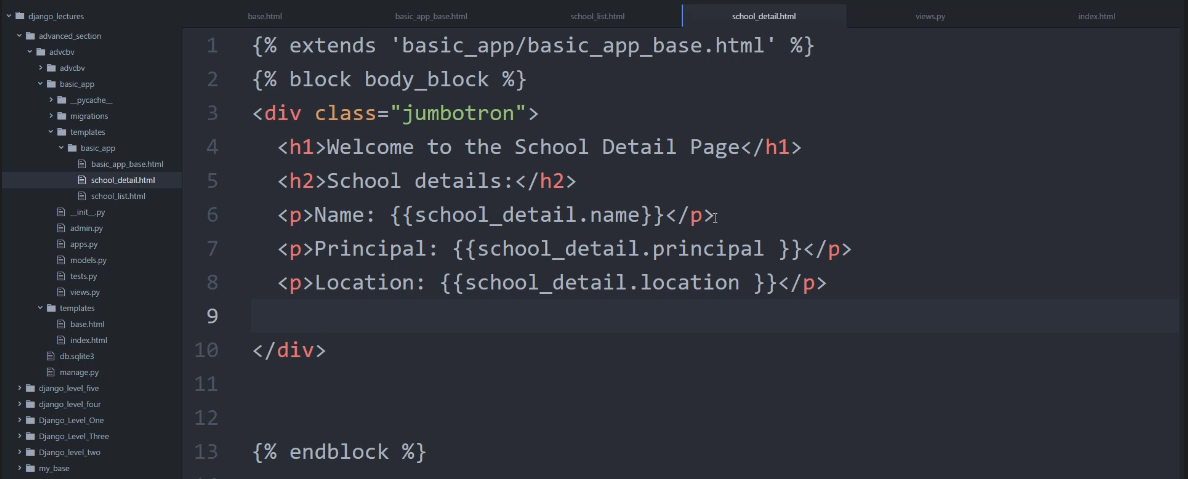 django_lectures
advanced_section
advcbv
advcbv
basic_app
__pycache__
migrations
templates
basic_app
basic_app_base.html
school_detail.html
school_list.html
__init__.py
admin.py
apps.py
models.py
tests.py
views.py
templates
base.html
index.html
db.sqlite3
manage.py
django_level_five
django_level_four
Django_Level_One
Django_Level_Three
Django_Level_two
my_base
base.html basic_app_base.html school_list.html school_detail.html views.py index.html
1 {% extends 'basic_app/basic_app_base.html' %}
2 {% block body_block %}
3 <div class="jumbotron">
4 <h1>Welcome to the School Detail Page</h1>
5 <h2>School details:</h2>
6 <p>Name: {{school_detail.name}}</p>
7 <p>Principal: {{school_detail.principal }}</p>
8 <p>Location: {{school_detail.location }}</p>
9
10 </div>
11
12
13 {% endblock %}